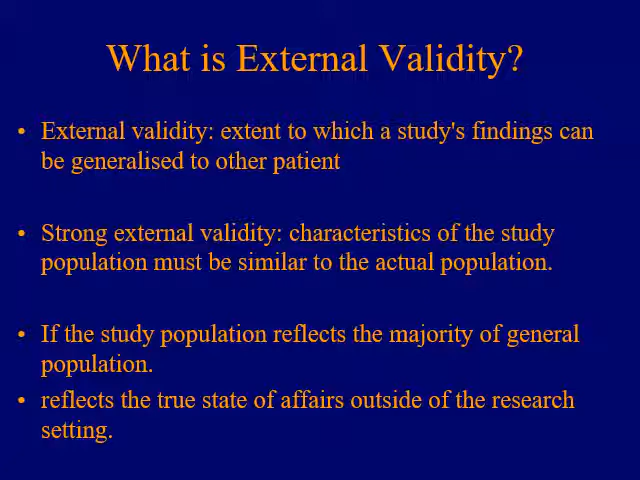 What is External Validity?
• External validity: extent to which a study's findings can
be generalised to other patient
• Strong external validity: characteristics of the study
population must be similar to the actual population.
• If the study population reflects the majority of general
population.
• reflects the true state of affairs outside of the research
setting.